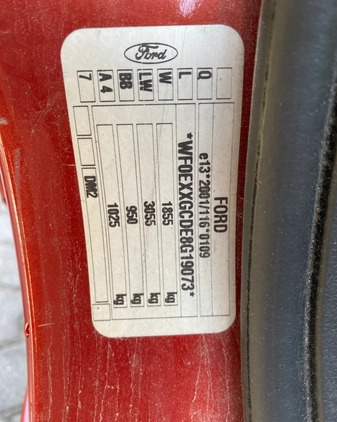 Ford
FORD
e13*2001/116*0109
*WF0EXXGCDE8G19073*
1855 kg
3055 kg
950 kg
1025 kg
DM2
Q L W LW BB A4 7